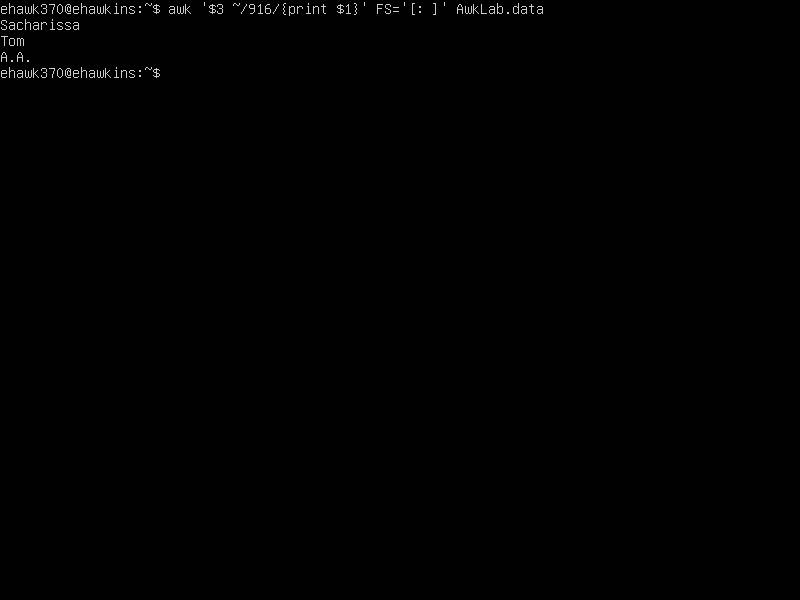 ehawk370@ehawkins:~$ awk '$3 ~/916/{print $1}' FS='[: ]' AwkLab.data
Sacharissa
Tom
A.A.
ehawk370@ehawkins:~$